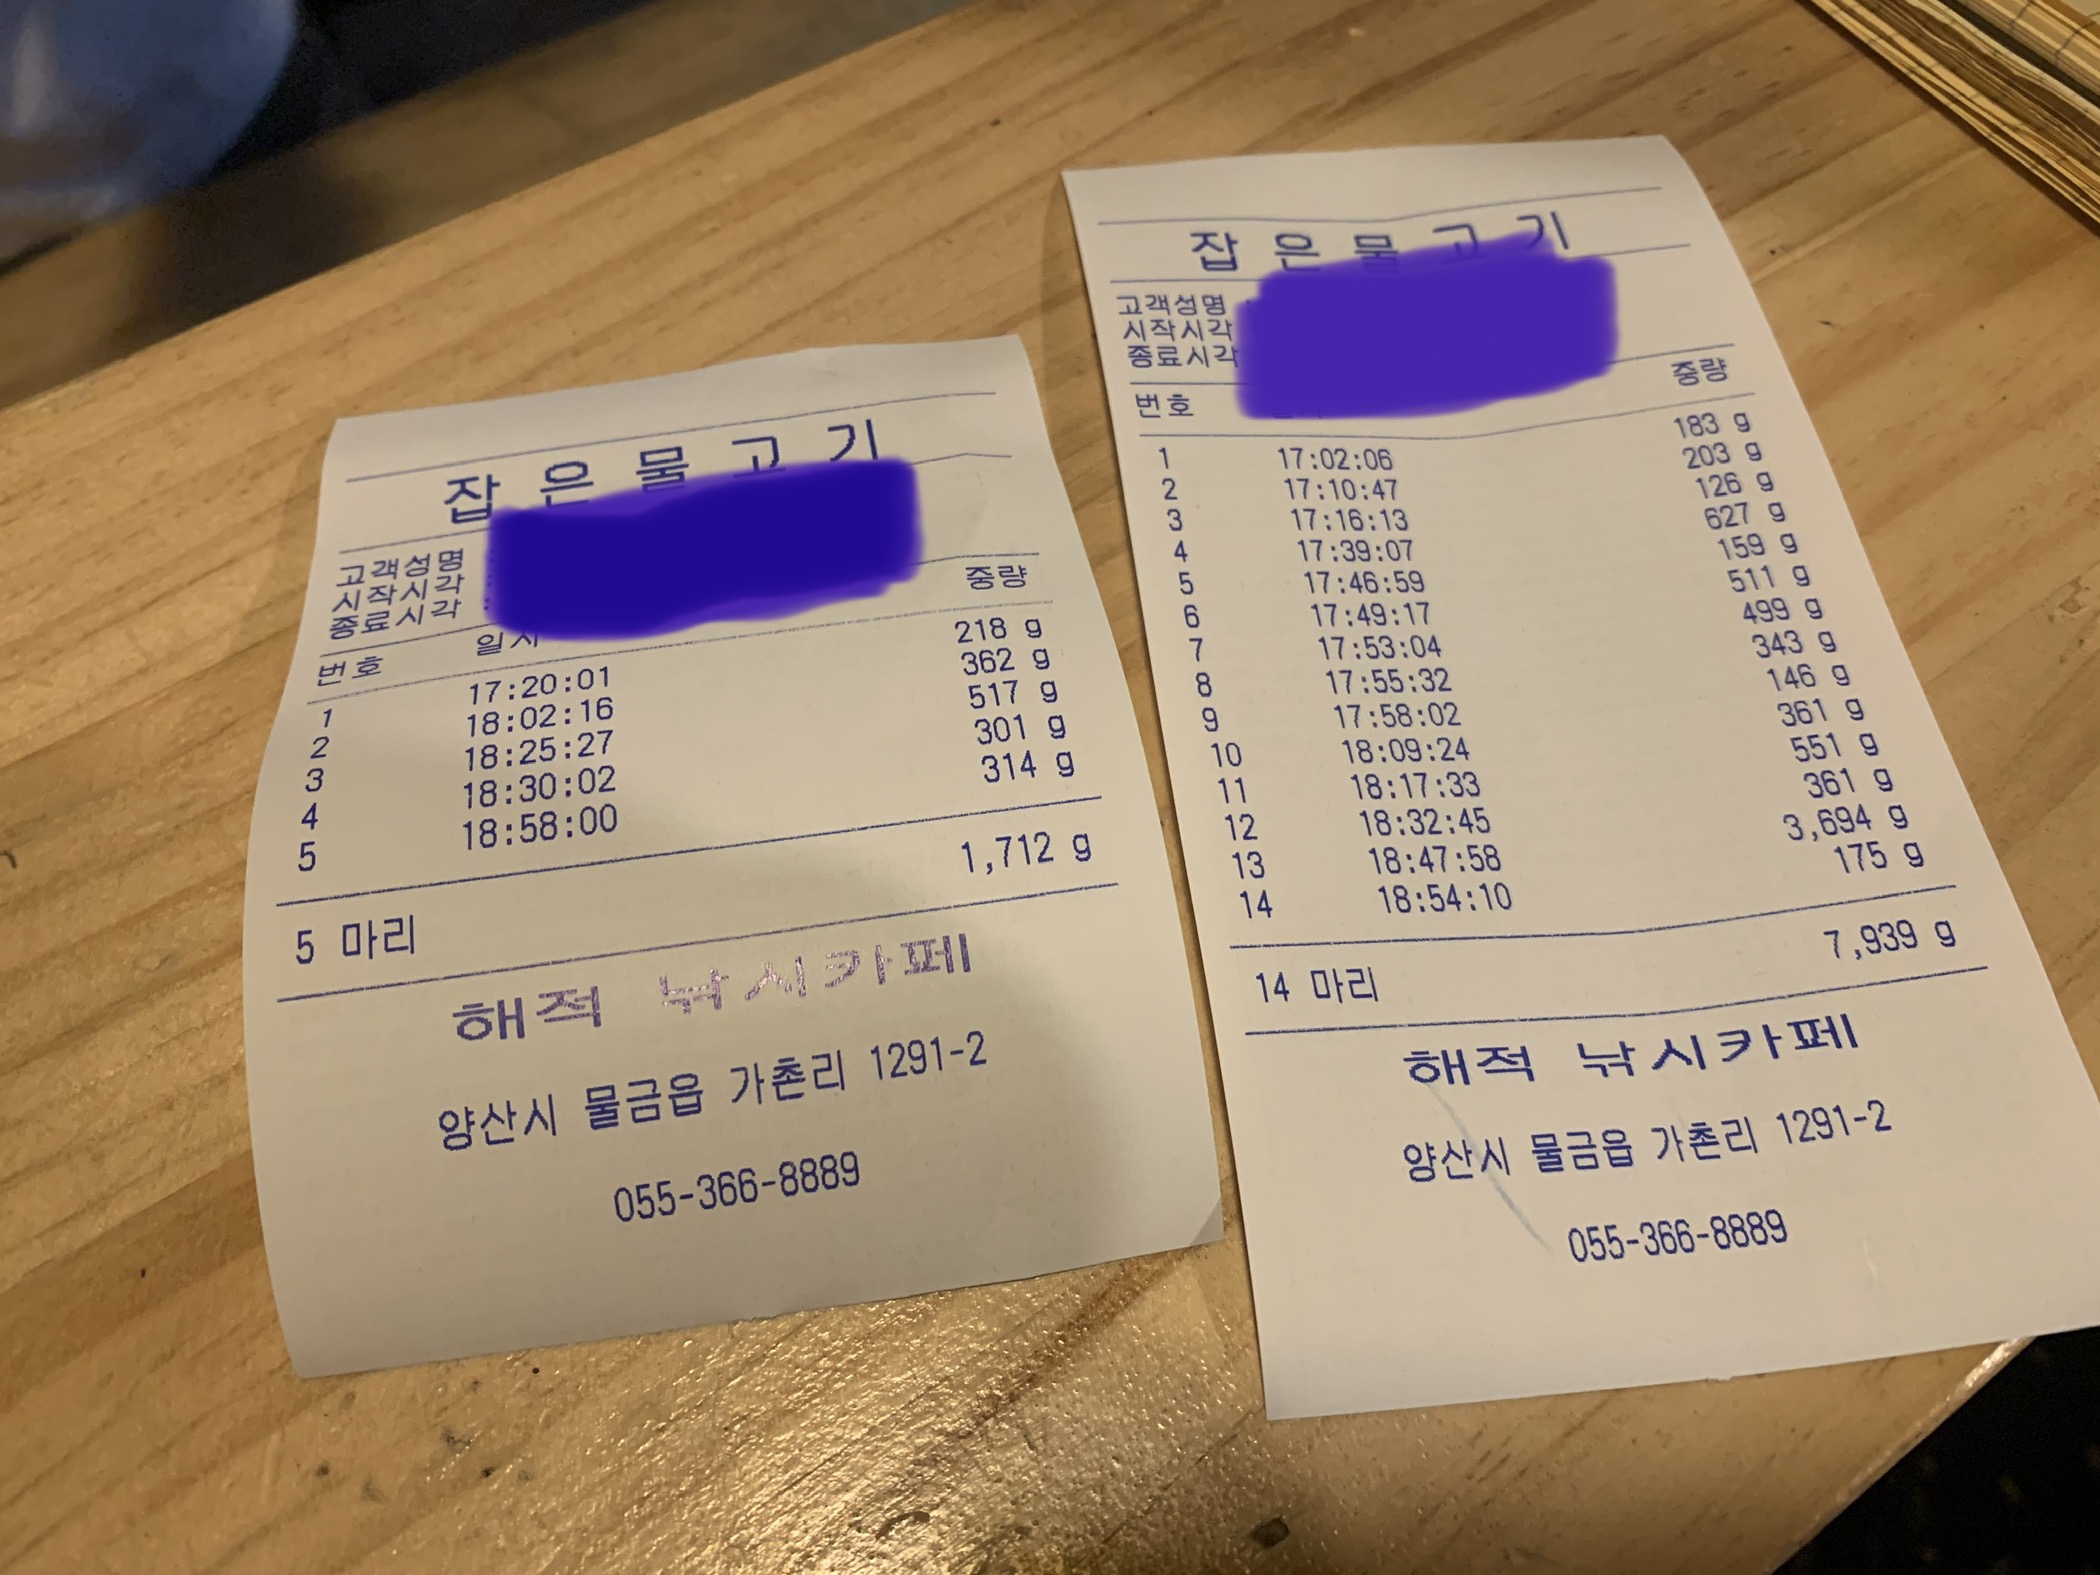 잡은물고기
고객성명 :
시작시각 :
종료시각 :
번호 일시 중량
1 17:20:01 218 g
2 18:02:16 362 g
3 18:25:27 517 g
4 18:30:02 301 g
5 18:58:00 314 g
5 마리 1,712 g
해적 낚시카페
양산시 물금읍 가촌리 1291-2
055-366-8889
잡은물고기
고객성명 :
시작시각
종료시각
번호 중량
1 17:02:06 183 g
2 17:10:47 203 g
3 17:16:13 126 g
4 17:39:07 627 g
5 17:46:59 159 g
6 17:49:17 511 g
7 17:53:04 499 g
8 17:55:32 343 g
9 17:58:02 146 g
10 18:09:24 361 g
11 18:17:33 551 g
12 18:32:45 361 g
13 18:47:58 3,694 g
14 18:54:10 175 g
14 마리 7,939 g
해적 낚시카페
양산시 물금읍 가촌리 1291-2
055-366-8889